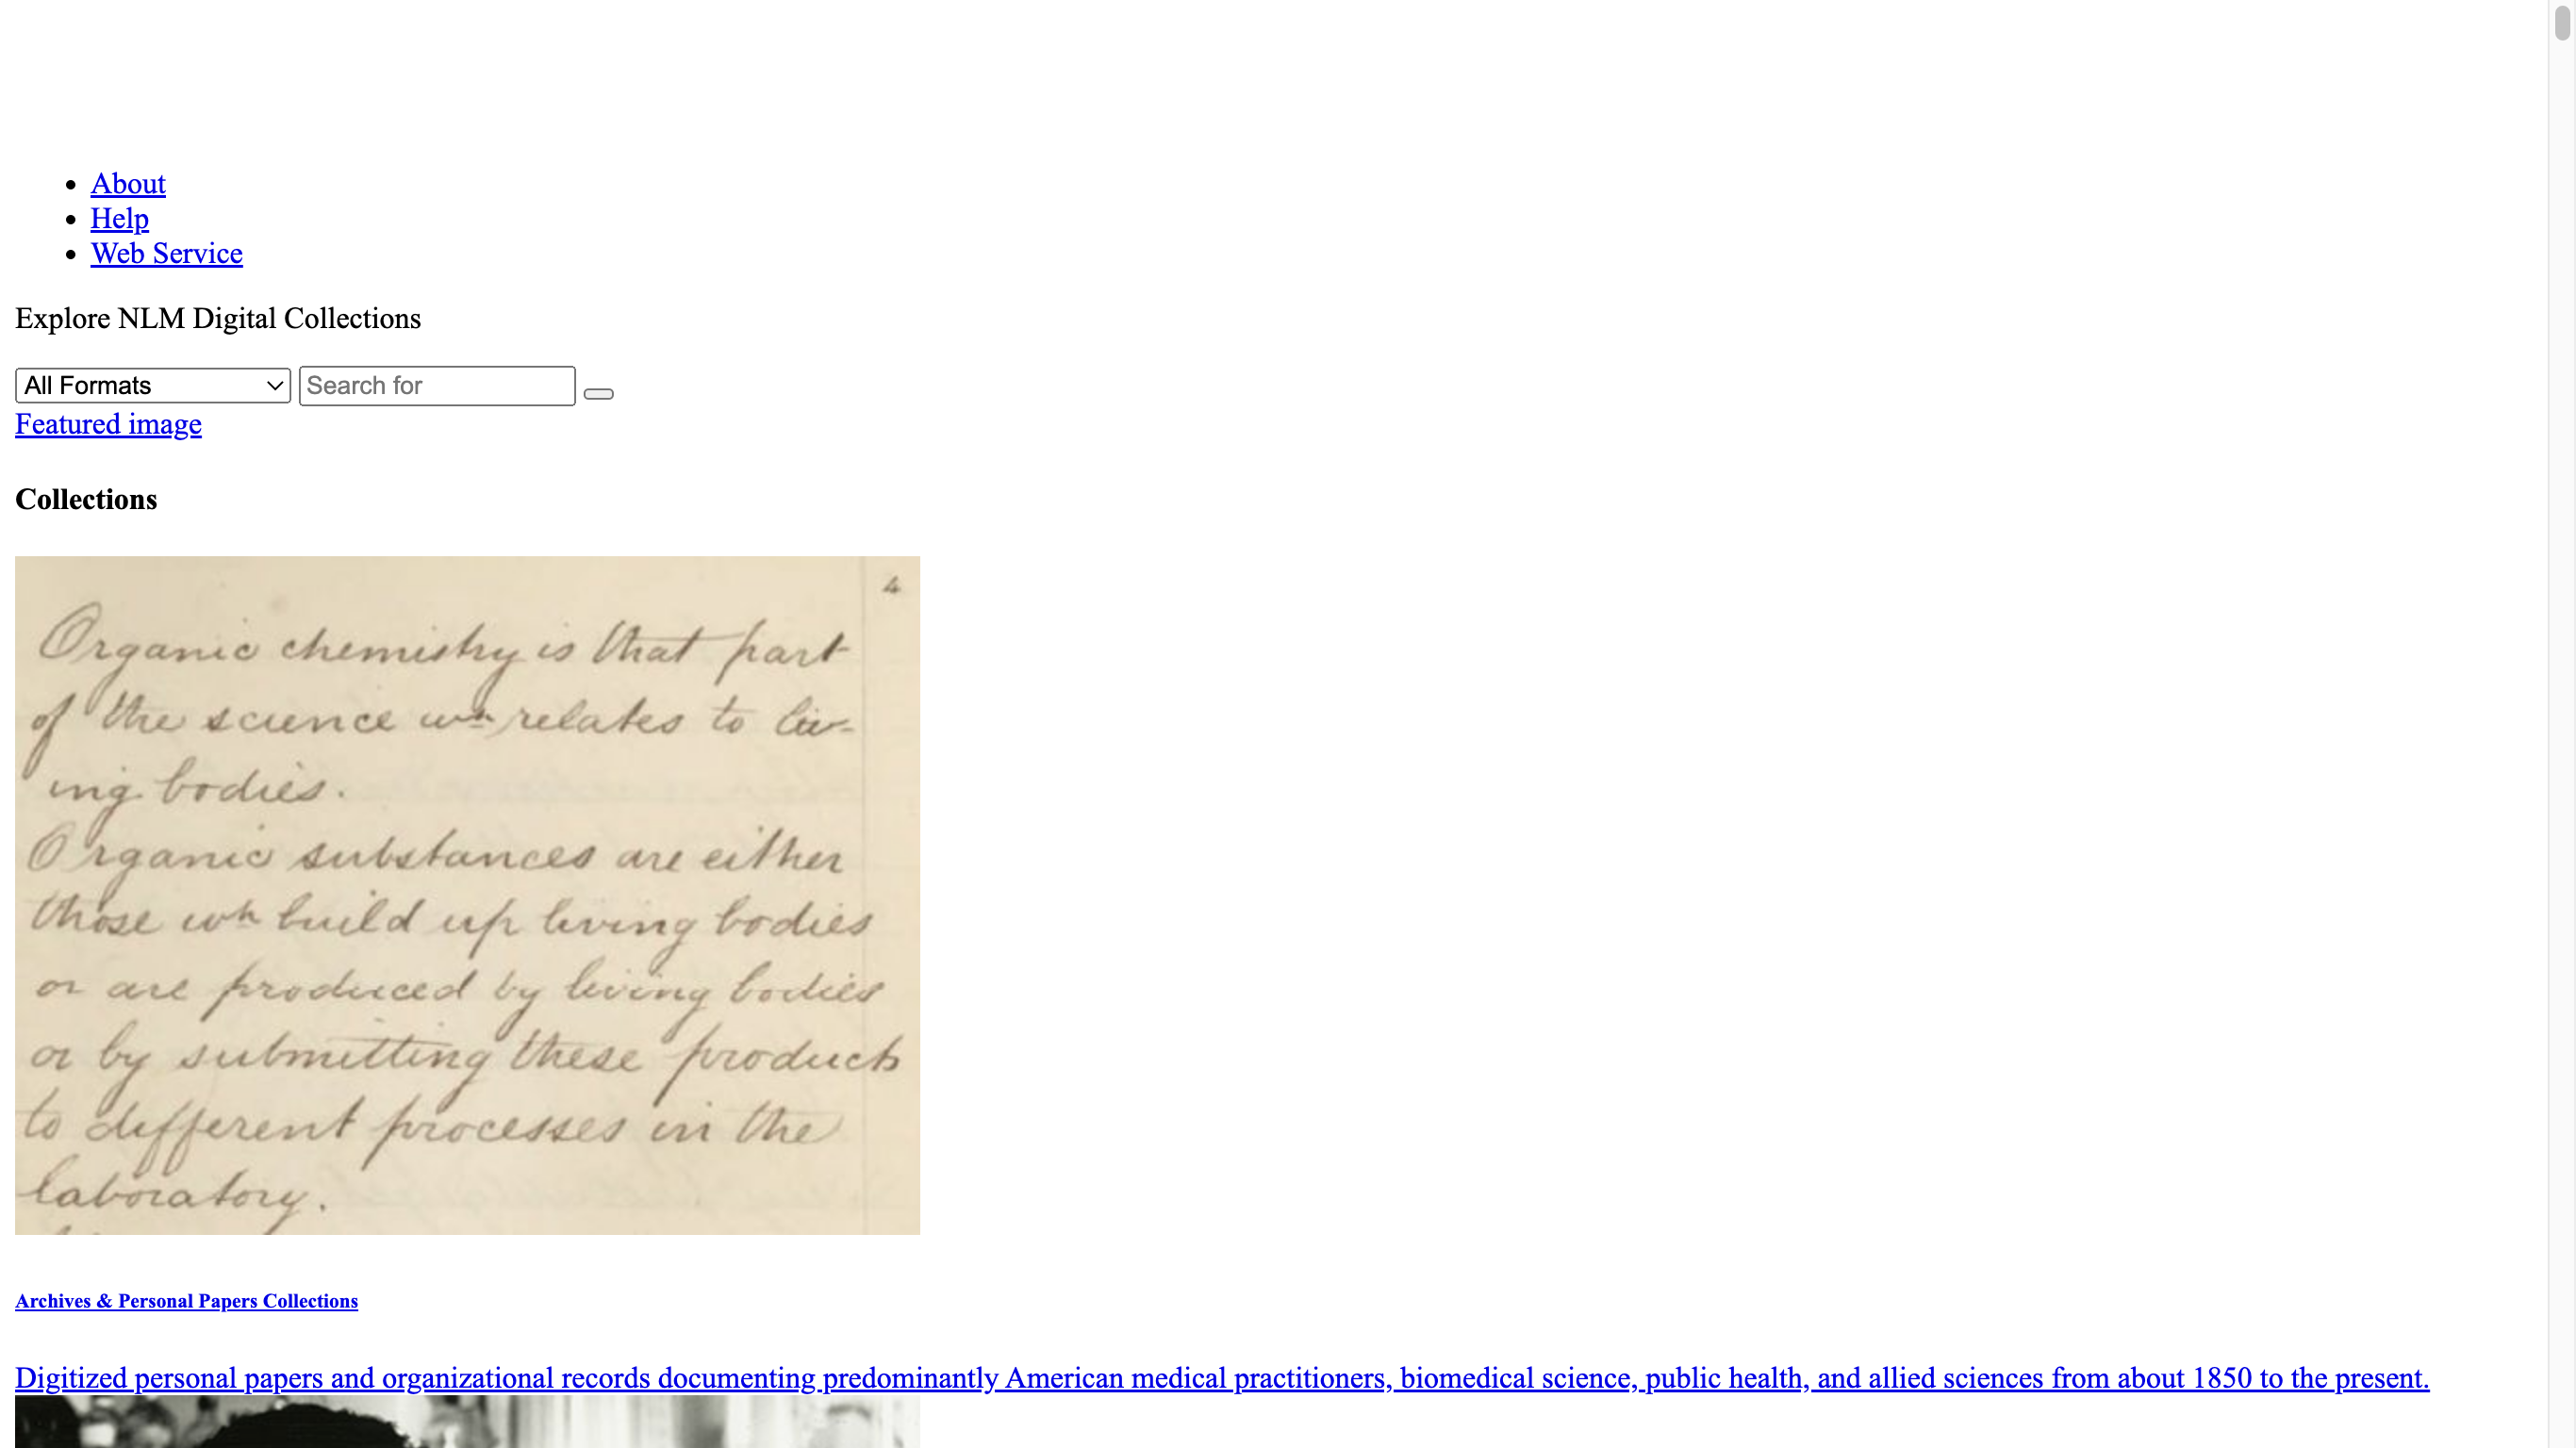 About
Help
Web Service
Explore NLM Digital Collections
All Formats Search for
Featured image
Collections
4
Organic chemistry is that part
of the science wh relates to liv-
ing bodies.
Organic substances are either
those wh build up living bodies
or are produced by living bodies
or by submitting these products
to different processes in the
laboratory.
Archives & Personal Papers Collections
Digitized personal papers and organizational records documenting predominantly American medical practitioners, biomedical science, public health, and allied sciences from about 1850 to the present.